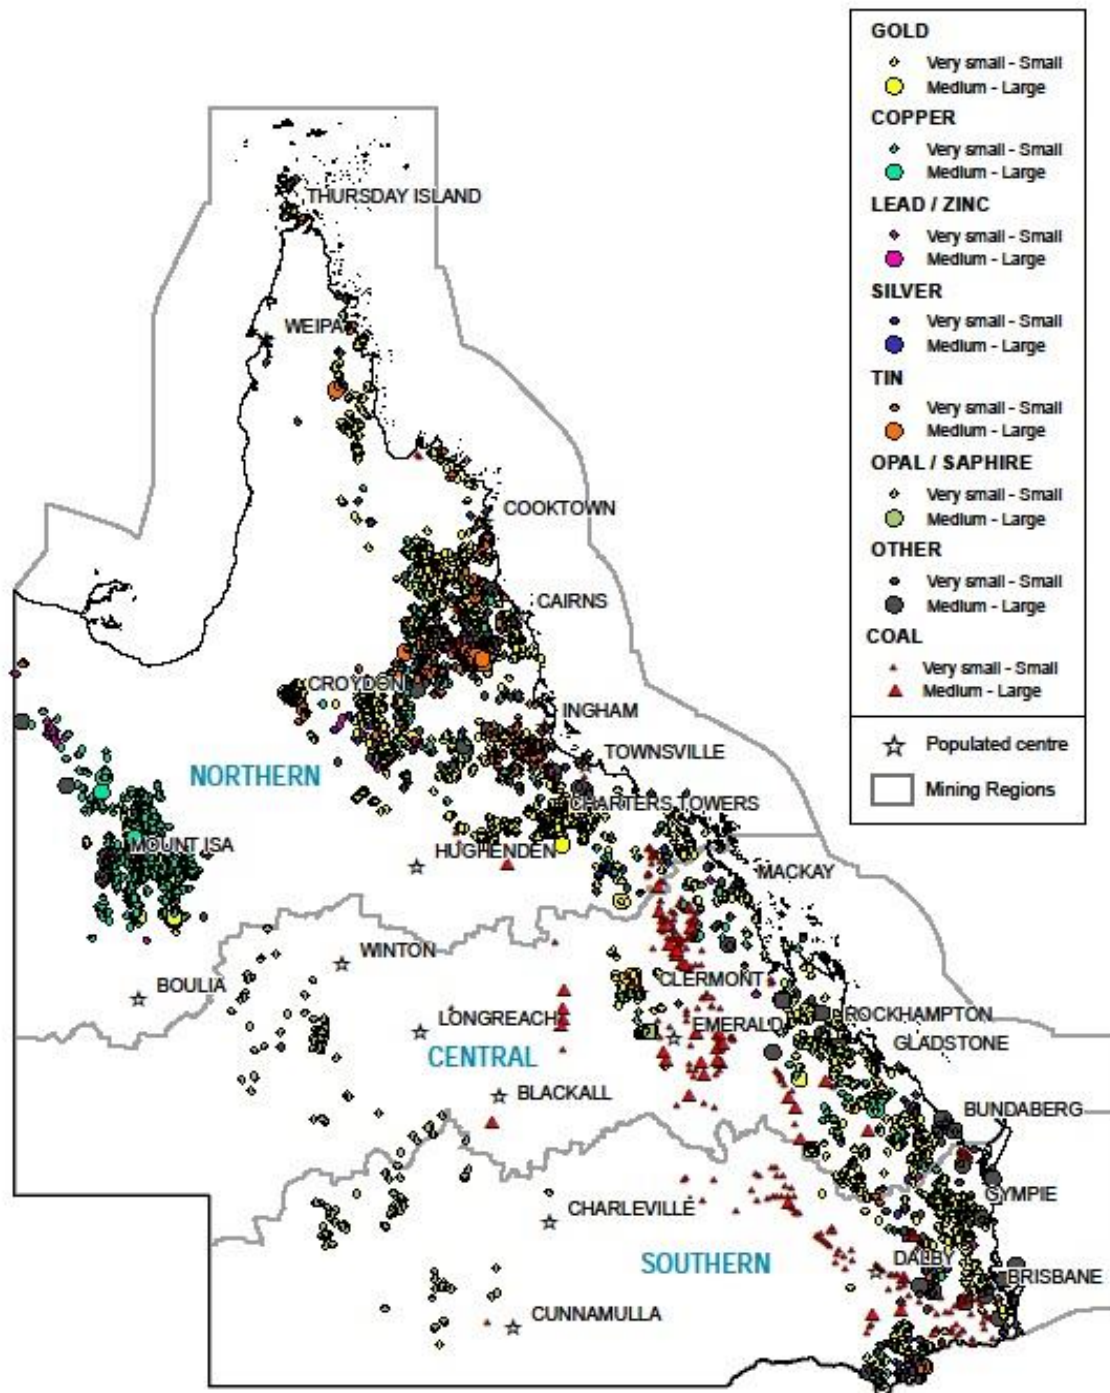 GOLD
Very small - Small
Medium - Large
COPPER
Very small - Small
Medium - Large
LEAD / ZINC
Very small - Small
Medium - Large
SILVER
Very small - Small
Medium - Large
TIN
Very small - Small
Medium - Large
OPAL / SAPHIRE
Very small - Small
Medium - Large
OTHER
Very small - Small
Medium - Large
COAL
Very small - Small
Medium - Large
Populated centre
Mining Regions
THURSDAY ISLAND
WEIPA
COOKTOWN
CAIRNS
CROYDON
INGHAM
TOWNSVILLE
NORTHERN
CHARTERS TOWERS
MOUNT ISA
HUGHENDEN
MACKAY
WINTON
CLERMONT
BOULIA
LONGREACH
EMERALD
ROCKHAMPTON
GLADSTONE
CENTRAL
BLACKALL
BUNDABERG
GYMPIE
CHARLEVILLE
SOUTHERN
DALBY
BRISBANE
CUNNAMULLA